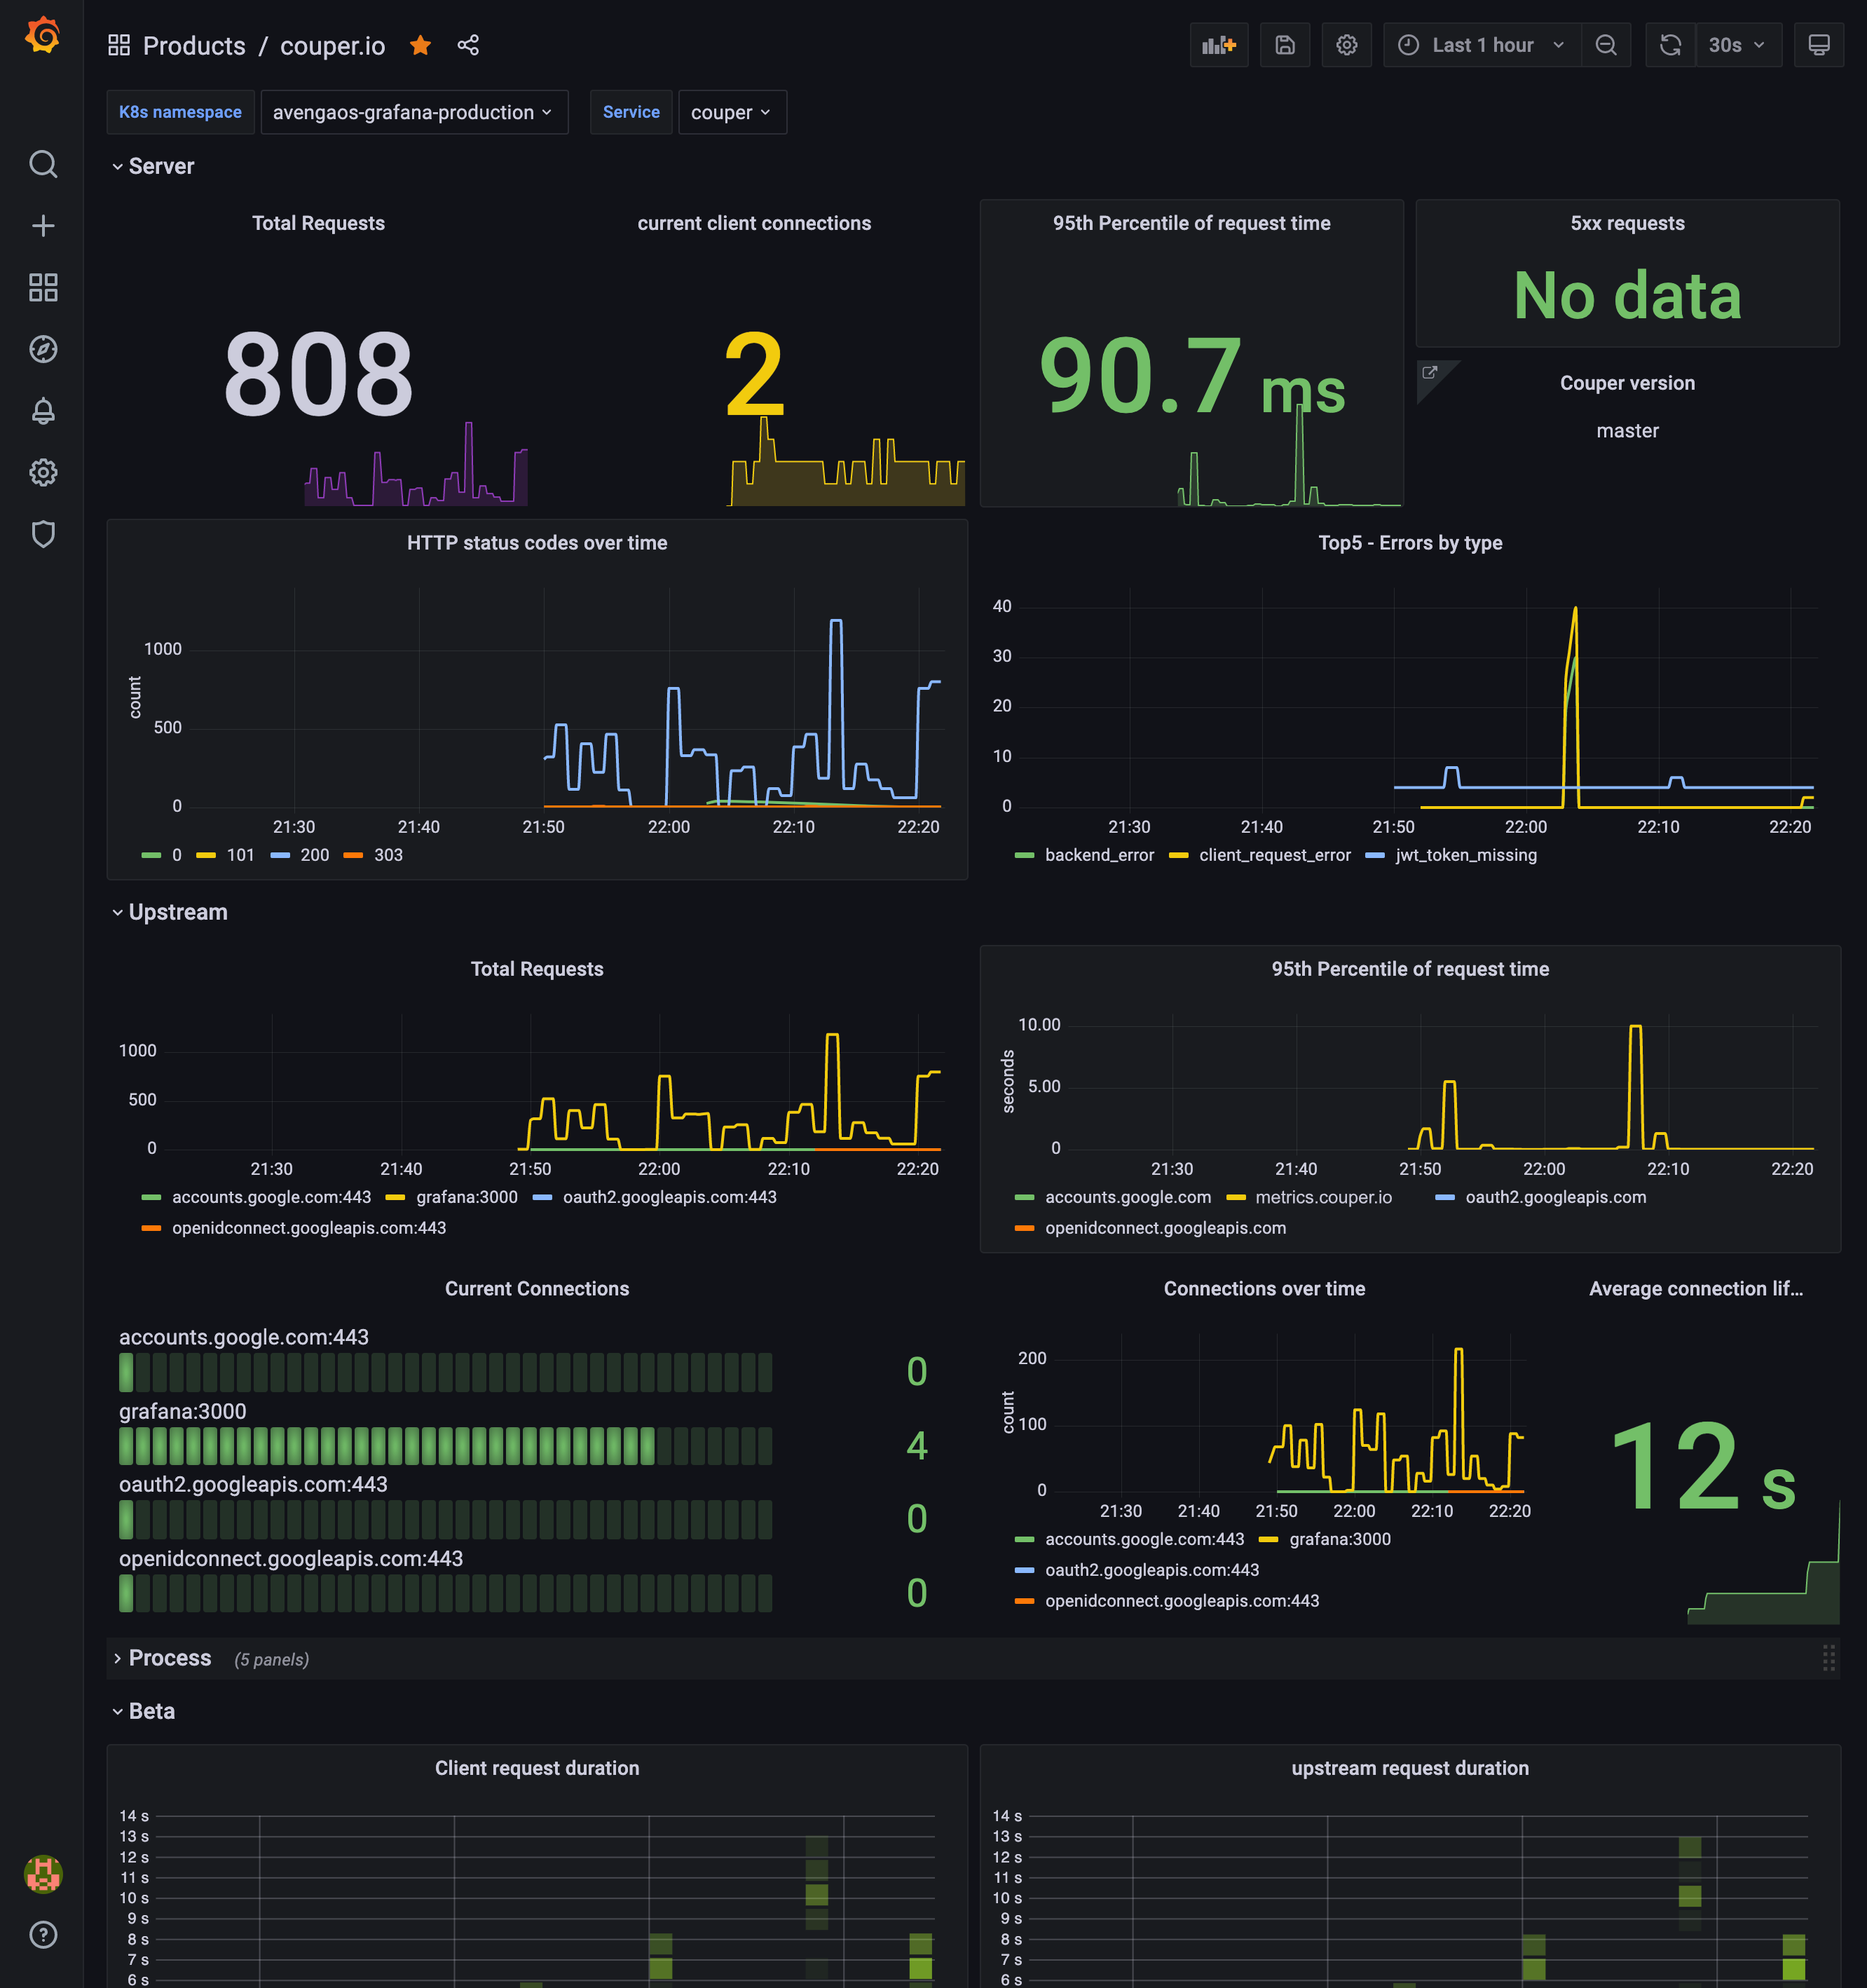 Products / couper.io
Last 1 hour
30s
K8s namespace avengaos-grafana-production Service couper
Server
Total Requests
808
current client connections
2
95th Percentile of request time
90.7 ms
5xx requests
No data
Couper version
master
HTTP status codes over time
count
1000
500
0
21:30 21:40 21:50 22:00 22:10 22:20
0 101 200 303
Top5 - Errors by type
40
30
20
10
0
21:30 21:40 21:50 22:00 22:10 22:20
backend_error client_request_error jwt_token_missing
Upstream
Total Requests
1000
500
0
21:30 21:40 21:50 22:00 22:10 22:20
accounts.google.com:443 grafana:3000 oauth2.googleapis.com:443
openidconnect.googleapis.com:443
95th Percentile of request time
seconds
10.00
5.00
0
21:30 21:40 21:50 22:00 22:10 22:20
accounts.google.com metrics.couper.io oauth2.googleapis.com
openidconnect.googleapis.com
Current Connections
accounts.google.com:443
0
grafana:3000
4
oauth2.googleapis.com:443
0
openidconnect.googleapis.com:443
0
Connections over time
count
200
100
0
21:30 21:40 21:50 22:00 22:10 22:20
accounts.google.com:443 grafana:3000
oauth2.googleapis.com:443
openidconnect.googleapis.com:443
Average connection lif...
12 s
Process (5 panels)
Beta
Client request duration
14 s
13 s
12 s
11 s
10 s
9 s
8 s
7 s
6 s
upstream request duration
14 s
13 s
12 s
11 s
10 s
9 s
8 s
7 s
6 s